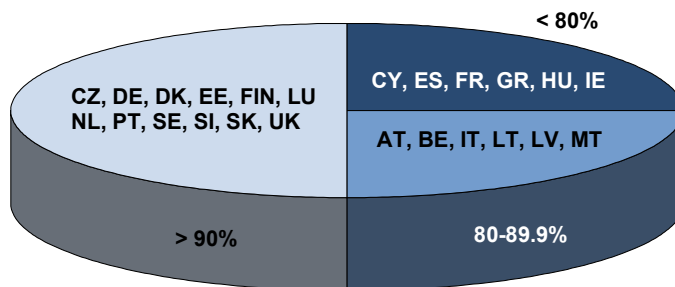 < 80%
CY, ES, FR, GR, HU, IE
CZ, DE, DK, EE, FIN, LU
NL, PT, SE, SI, SK, UK
AT, BE, IT, LT, LV, MT
> 90%
80-89.9%